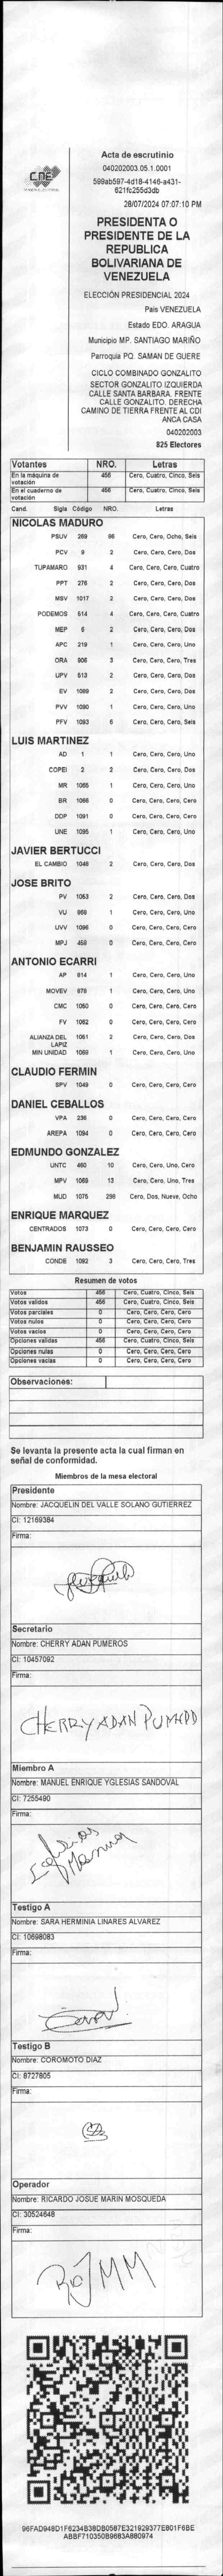 CNE
Acta de escrutinio
040202003.05.1.0001
599ab597-4d18-4146-a431-
621fc255d3db
28/07/2024 07:07:10 PM
PRESIDENTA O
PRESIDENTE DE LA
REPUBLICA
BOLIVARIANA DE
VENEZUELA
ELECCIÓN PRESIDENCIAL 2024
Pais VENEZUELA
Estado EDO. ARAGUA
Municipio MP. SANTIAGO MARIÑO
Parroquia PQ. SAMAN DE GUERE
CICLO COMBINADO GONZALITO
SECTOR GONZALITO IZQUIERDA
CALLE SANTA BARBARA. FRENTE
CALLE GONZALITO. DERECHA
CAMINO DE TIERRA FRENTE AL CDI
ANCA CASA
040202003
825 Electores
Votantes NRO. Letras
En la máquina de votación 456 Cero, Cuatro, Cinco, Seis
En el cuaderno de votación 456 Cero, Cuatro, Cinco, Seis
Cand. Sigla Código NRO. Letras
NICOLAS MADURO
PSUV 269 86 Cero, Cero, Ocho, Seis
PCV 9 2 Cero, Cero, Cero, Dos
TUPAMARO 931 4 Cero, Cero, Cero, Cuatro
PPT 276 2 Cero, Cero, Cero, Dos
MSV 1017 2 Cero, Cero, Cero, Dos
PODEMOS 514 4 Cero, Cero, Cero, Cuatro
MEP 6 2 Cero, Cero, Cero, Dos
APC 219 1 Cero, Cero, Cero, Uno
ORA 906 3 Cero, Cero, Cero, Tres
UPV 513 2 Cero, Cero, Cero, Dos
EV 1089 2 Cero, Cero, Cero, Dos
PVV 1090 1 Cero, Cero, Cero, Uno
PFV 1093 6 Cero, Cero, Cero, Seis
LUIS MARTINEZ
AD 1 1 Cero, Cero, Cero, Uno
COPEI 2 2 Cero, Cero, Cero, Dos
MR 1065 1 Cero, Cero, Cero, Uno
BR 1066 0 Cero, Cero, Cero, Cero
DDP 1091 0 Cero, Cero, Cero, Cero
UNE 1095 1 Cero, Cero, Cero, Uno
JAVIER BERTUCCI
EL CAMBIO 1046 2 Cero, Cero, Cero, Dos
JOSE BRITO
PV 1053 2 Cero, Cero, Cero, Dos
VU 868 1 Cero, Cero, Cero, Uno
UVV 1096 0 Cero, Cero, Cero, Cero
MPJ 459 0 Cero, Cero, Cero, Cero
ANTONIO ECARRI
AP 814 1 Cero, Cero, Cero, Uno
MOVEV 878 1 Cero, Cero, Cero, Uno
CMC 1050 0 Cero, Cero, Cero, Cero
FV 1052 0 Cero, Cero, Cero, Cero
ALIANZA DEL LAPIZ 1051 2 Cero, Cero, Cero, Dos
MIN UNIDAD 1069 1 Cero, Cero, Cero, Uno
CLAUDIO FERMIN
SPV 1049 0 Cero, Cero, Cero, Cero
DANIEL CEBALLOS
VPA 236 0 Cero, Cero, Cero, Cero
AREPA 1094 0 Cero, Cero, Cero, Cero
EDMUNDO GONZALEZ
UNTC 460 10 Cero, Cero, Uno, Cero
MPV 1069 13 Cero, Cero, Uno, Tres
MUD 1075 298 Cero, Dos, Nueve, Ocho
ENRIQUE MARQUEZ
CENTRADOS 1073 0 Cero, Cero, Cero, Cero
BENJAMIN RAUSSEO
CONDE 1092 3 Cero, Cero, Cero, Tres
Resumen de votos
Votos 456 Cero, Cuatro, Cinco, Seis
Votos validos 456 Cero, Cuatro, Cinco, Seis
Votos parciales 0 Cero, Cero, Cero, Cero
Votos nulos 0 Cero, Cero, Cero, Cero
Votos vacios 0 Cero, Cero, Cero, Cero
Opciones validas 456 Cero, Cuatro, Cinco, Seis
Opciones nulas 0 Cero, Cero, Cero, Cero
Opciones vacias 0 Cero, Cero, Cero, Cero
Observaciones:
Se levanta la presente acta la cual firman en
señal de conformidad.
Miembros de la mesa electoral
Presidente
Nombre: JACQUELIN DEL VALLE SOLANO GUTIERREZ
CI: 12169384
Firma:
Secretario
Nombre: CHERRY ADAN PUMEROS
CI: 10457092
Firma:
CHERRY ADAN
Miembro A
Nombre: MANUEL ENRIQUE YGLESIAS SANDOVAL
CI: 7255490
Firma:
Testigo A
Nombre: SARA HERMINIA LINARES ALVAREZ
CI: 10698083
Firma:
Testigo B
Nombre: COROMOTO DIAZ
CI: 8727805
Firma:
Operador
Nombre: RICARDO JOSUE MARIN MOSQUEDA
CI: 30524648
Firma:
RJMM
96FAD948D1F6234B38DB0587E321929377E801F6BE
ABBF710350B9683A880974